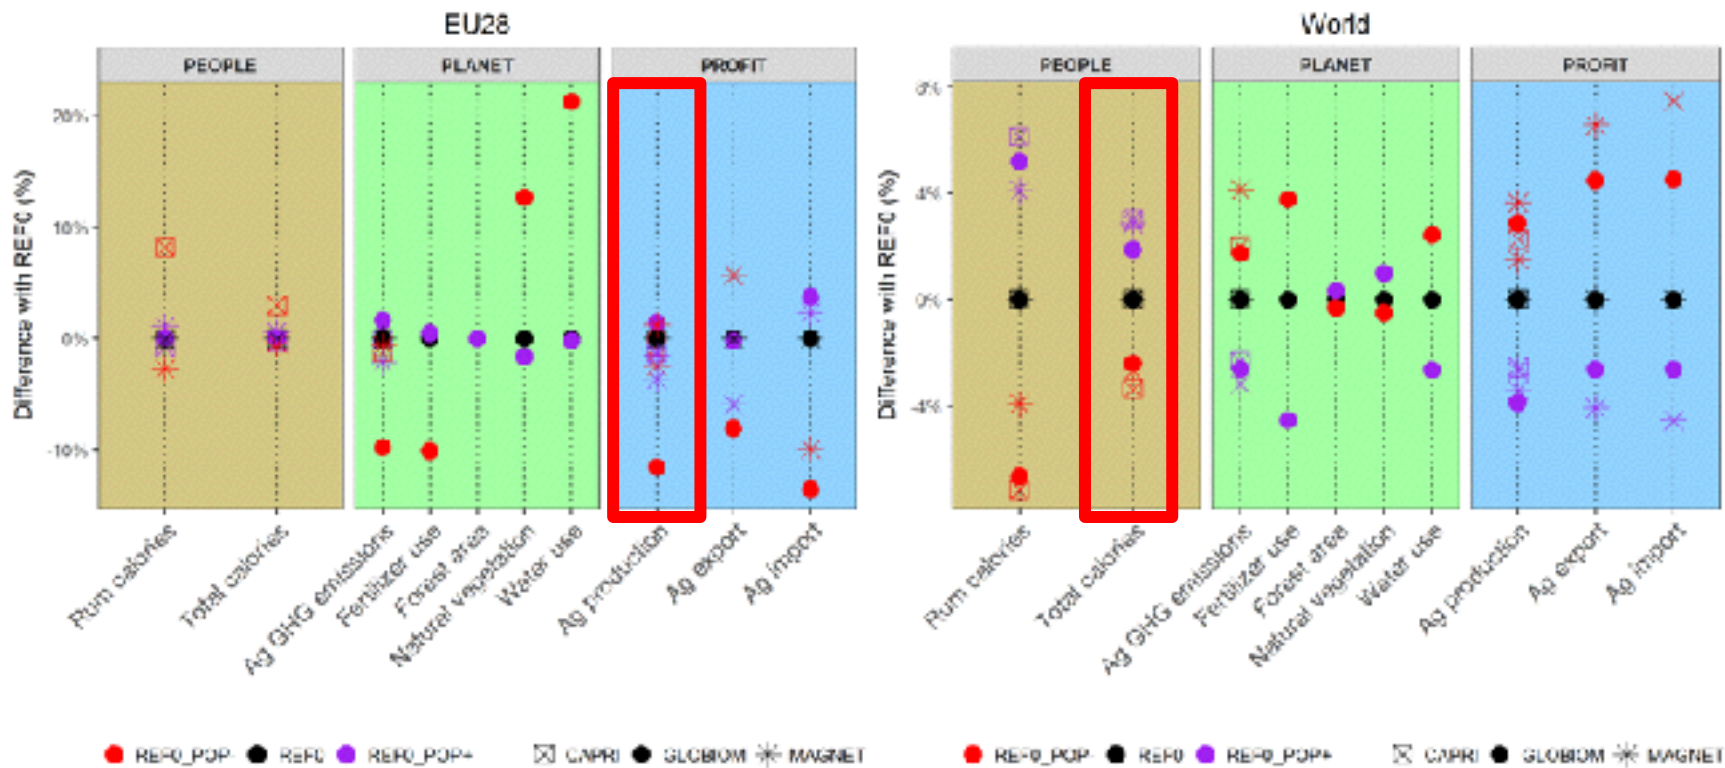 EU28
PEOPLE PLANET PROFIT
Difference with REF0 (%)
20%
10%
0%
-10%
Rum calories
Total calories
Ag GHG emissions
Fertilizer use
Forest area
Natural vegetation
Water use
Ag production
Ag export
Ag import
REF0_POP- REF0 REF0_POP+ CAPRI GLOBIOM MAGNET
World
PEOPLE PLANET PROFIT
Difference with REF0 (%)
8%
4%
0%
-4%
Rum calories
Total calories
Ag GHG emissions
Fertilizer use
Forest area
Natural vegetation
Water use
Ag production
Ag export
Ag import
REF0_POP- REF0 REF0_POP+ CAPRI GLOBIOM MAGNET